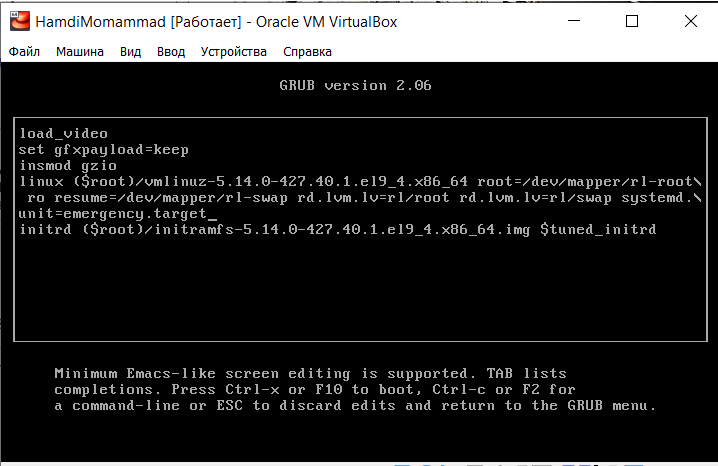 HamdiMomammad [Работает] - Oracle VM VirtualBox
Файл Машина Вид Ввод Устройства Справка
GRUB version 2.06
load_video
set gfxpayload=keep
insmod gzio
linux ($root)/vmlinuz-5.14.0-427.40.1.el9_4.x86_64 root=/dev/mapper/rl-root\
ro resume=/dev/mapper/rl-swap rd.lvm.lv=rl/root rd.lvm.lv=rl/swap systemd.\
unit=emergency.target_
initrd ($root)/initramfs-5.14.0-427.40.1.el9_4.x86_64.img $tuned_initrd
Minimum Emacs-like screen editing is supported. TAB lists
completions. Press Ctrl-x or F10 to boot, Ctrl-c or F2 for
a command-line or ESC to discard edits and return to the GRUB menu.